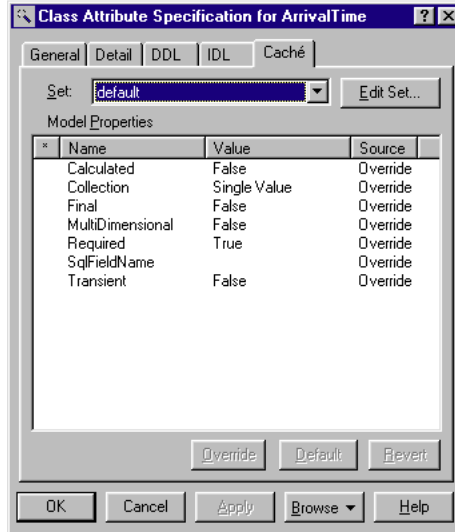 Class Attribute Specification for ArrivalTime ? X
General Detail DDL IDL Caché
Set: default Edit Set...
Model Properties
* Name Value Source
Calculated False Override
Collection Single Value Override
Final False Override
MultiDimensional False Override
Required True Override
SqlFieldName Override
Transient False Override
Override Default Revert
OK Cancel Apply Browse Help